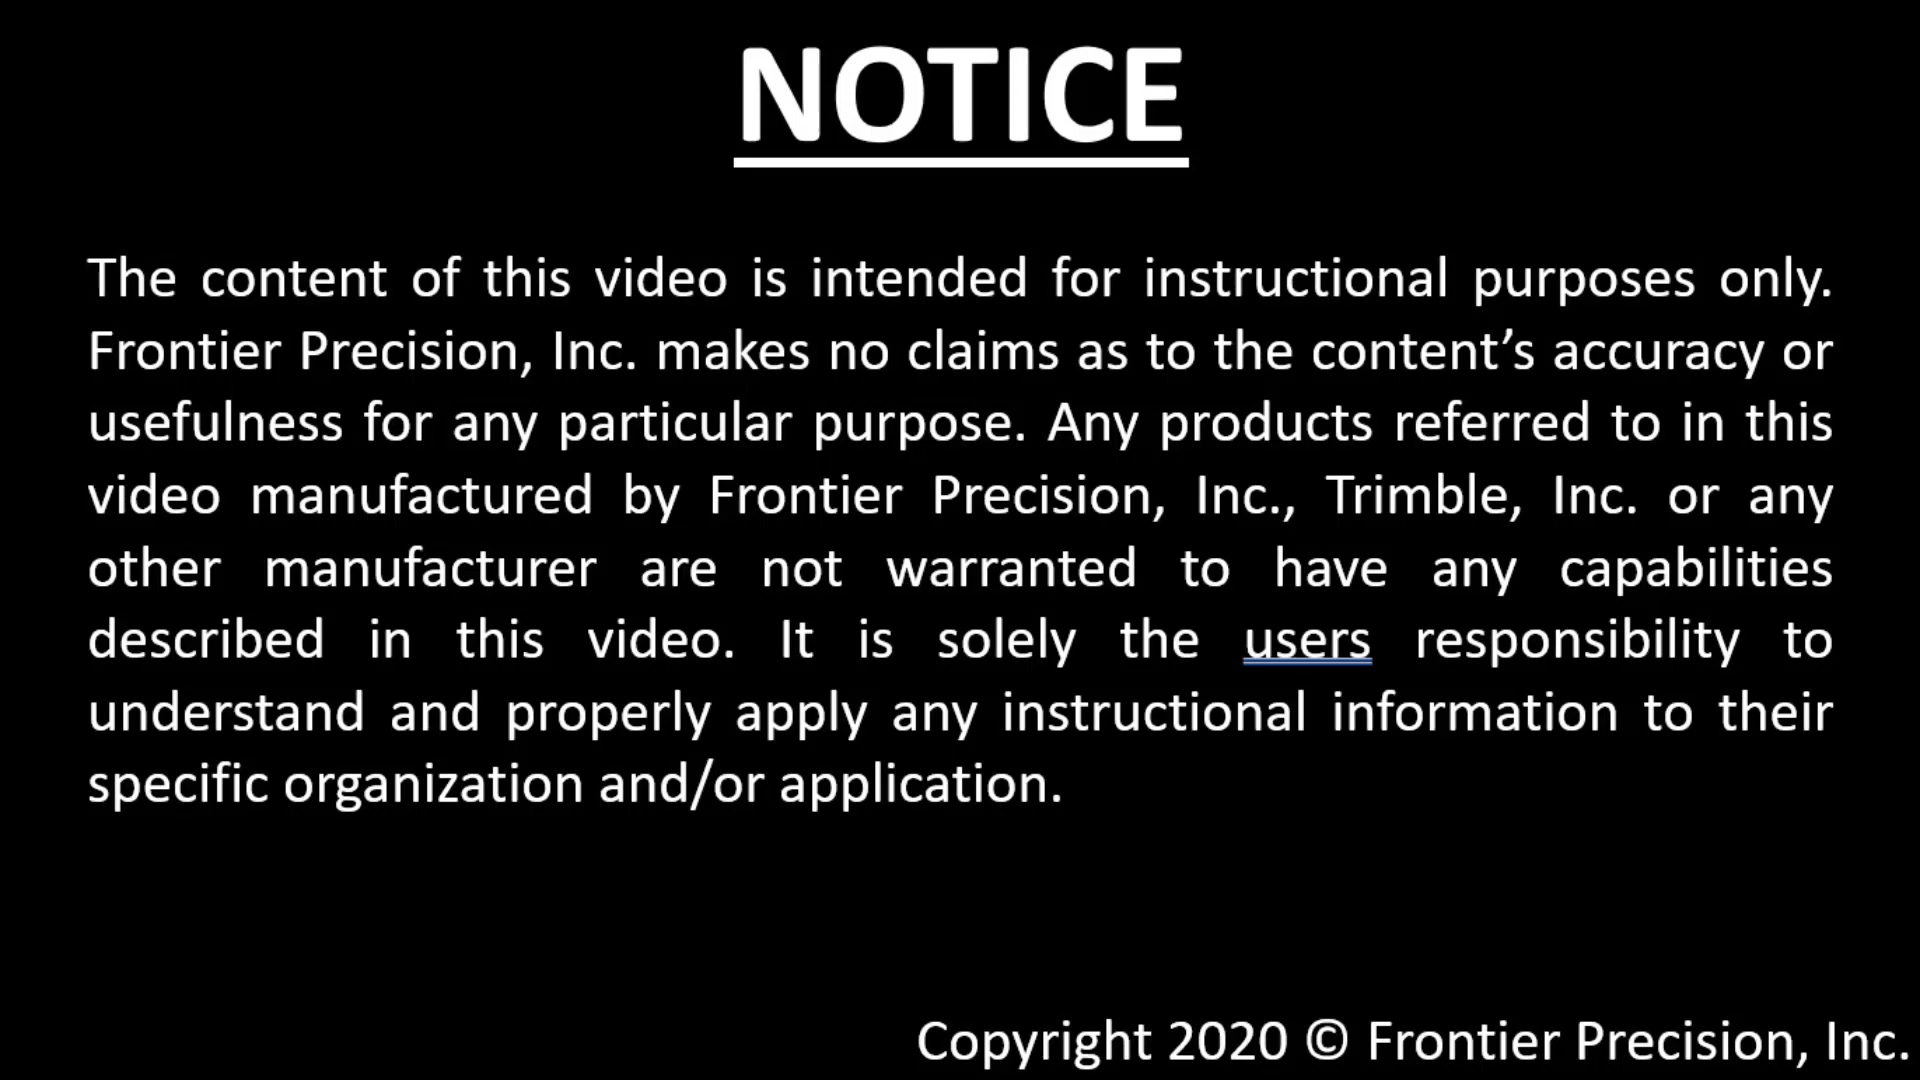 NOTICE
The content of this video is intended for instructional purposes only.
Frontier Precision, Inc. makes no claims as to the content’s accuracy or
usefulness for any particular purpose. Any products referred to in this
video manufactured by Frontier Precision, Inc., Trimble, Inc. or any
other manufacturer are not warranted to have any capabilities
described in this video. It is solely the users responsibility to
understand and properly apply any instructional information to their
specific organization and/or application.
Copyright 2020 © Frontier Precision, Inc.